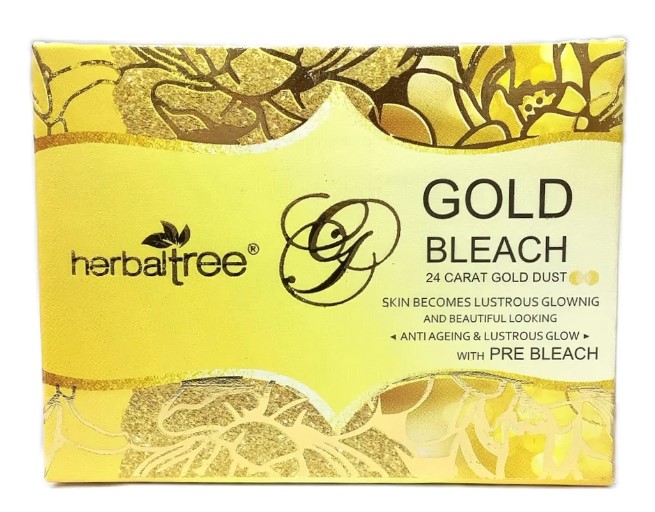 herbaltree®
G
GOLD
BLEACH
24 CARAT GOLD DUST
SKIN BECOMES LUSTROUS GLOWNIG
AND BEAUTIFUL LOOKING
◂ ANTI AGEING & LUSTROUS GLOW ▸
WITH PRE BLEACH